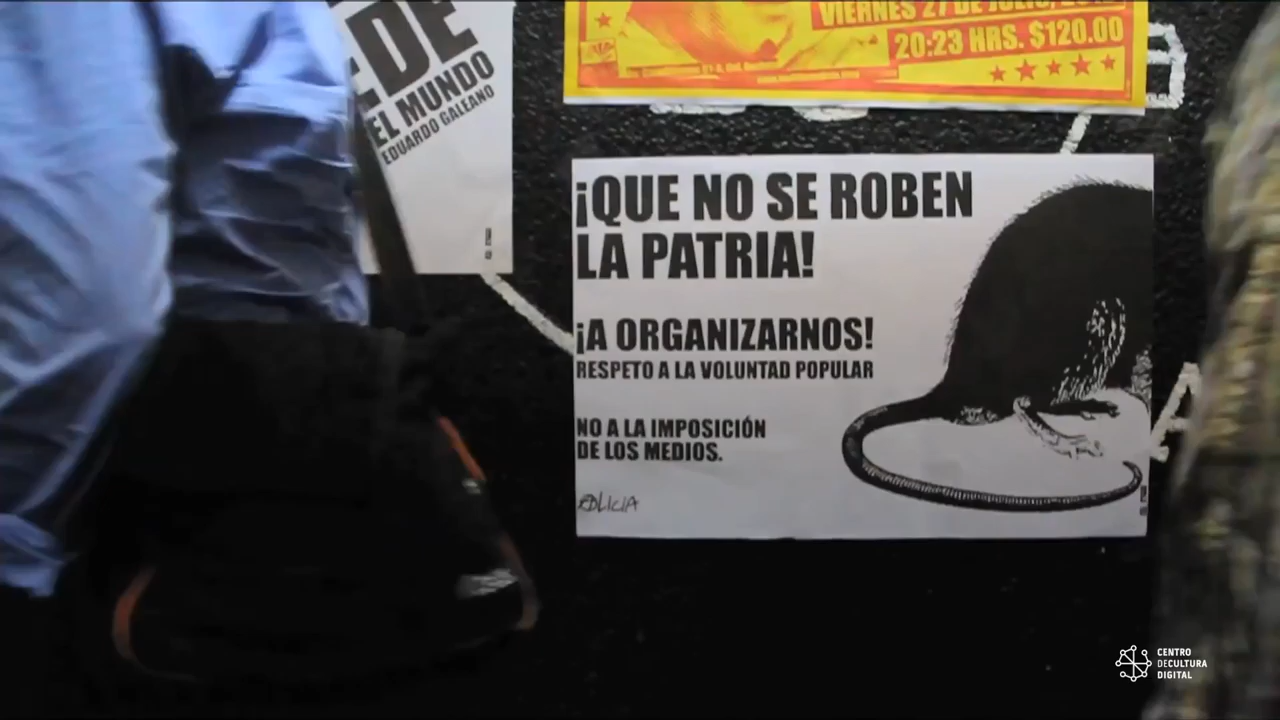 DE
EL MUNDO
EDUARDO GALEANO
VIERNES 27 DE JULIO,
20:23 HRS. $120.00
¡QUE NO SE ROBEN
LA PATRIA!
¡A ORGANIZARNOS!
RESPETO A LA VOLUNTAD POPULAR
NO A LA IMPOSICIÓN
DE LOS MEDIOS.
CENTRO
DECULTURA
DIGITAL